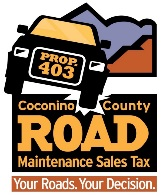 PROP.
403
Coconino County
ROAD
Maintenance Sales Tax
Your Roads. Your Decision.